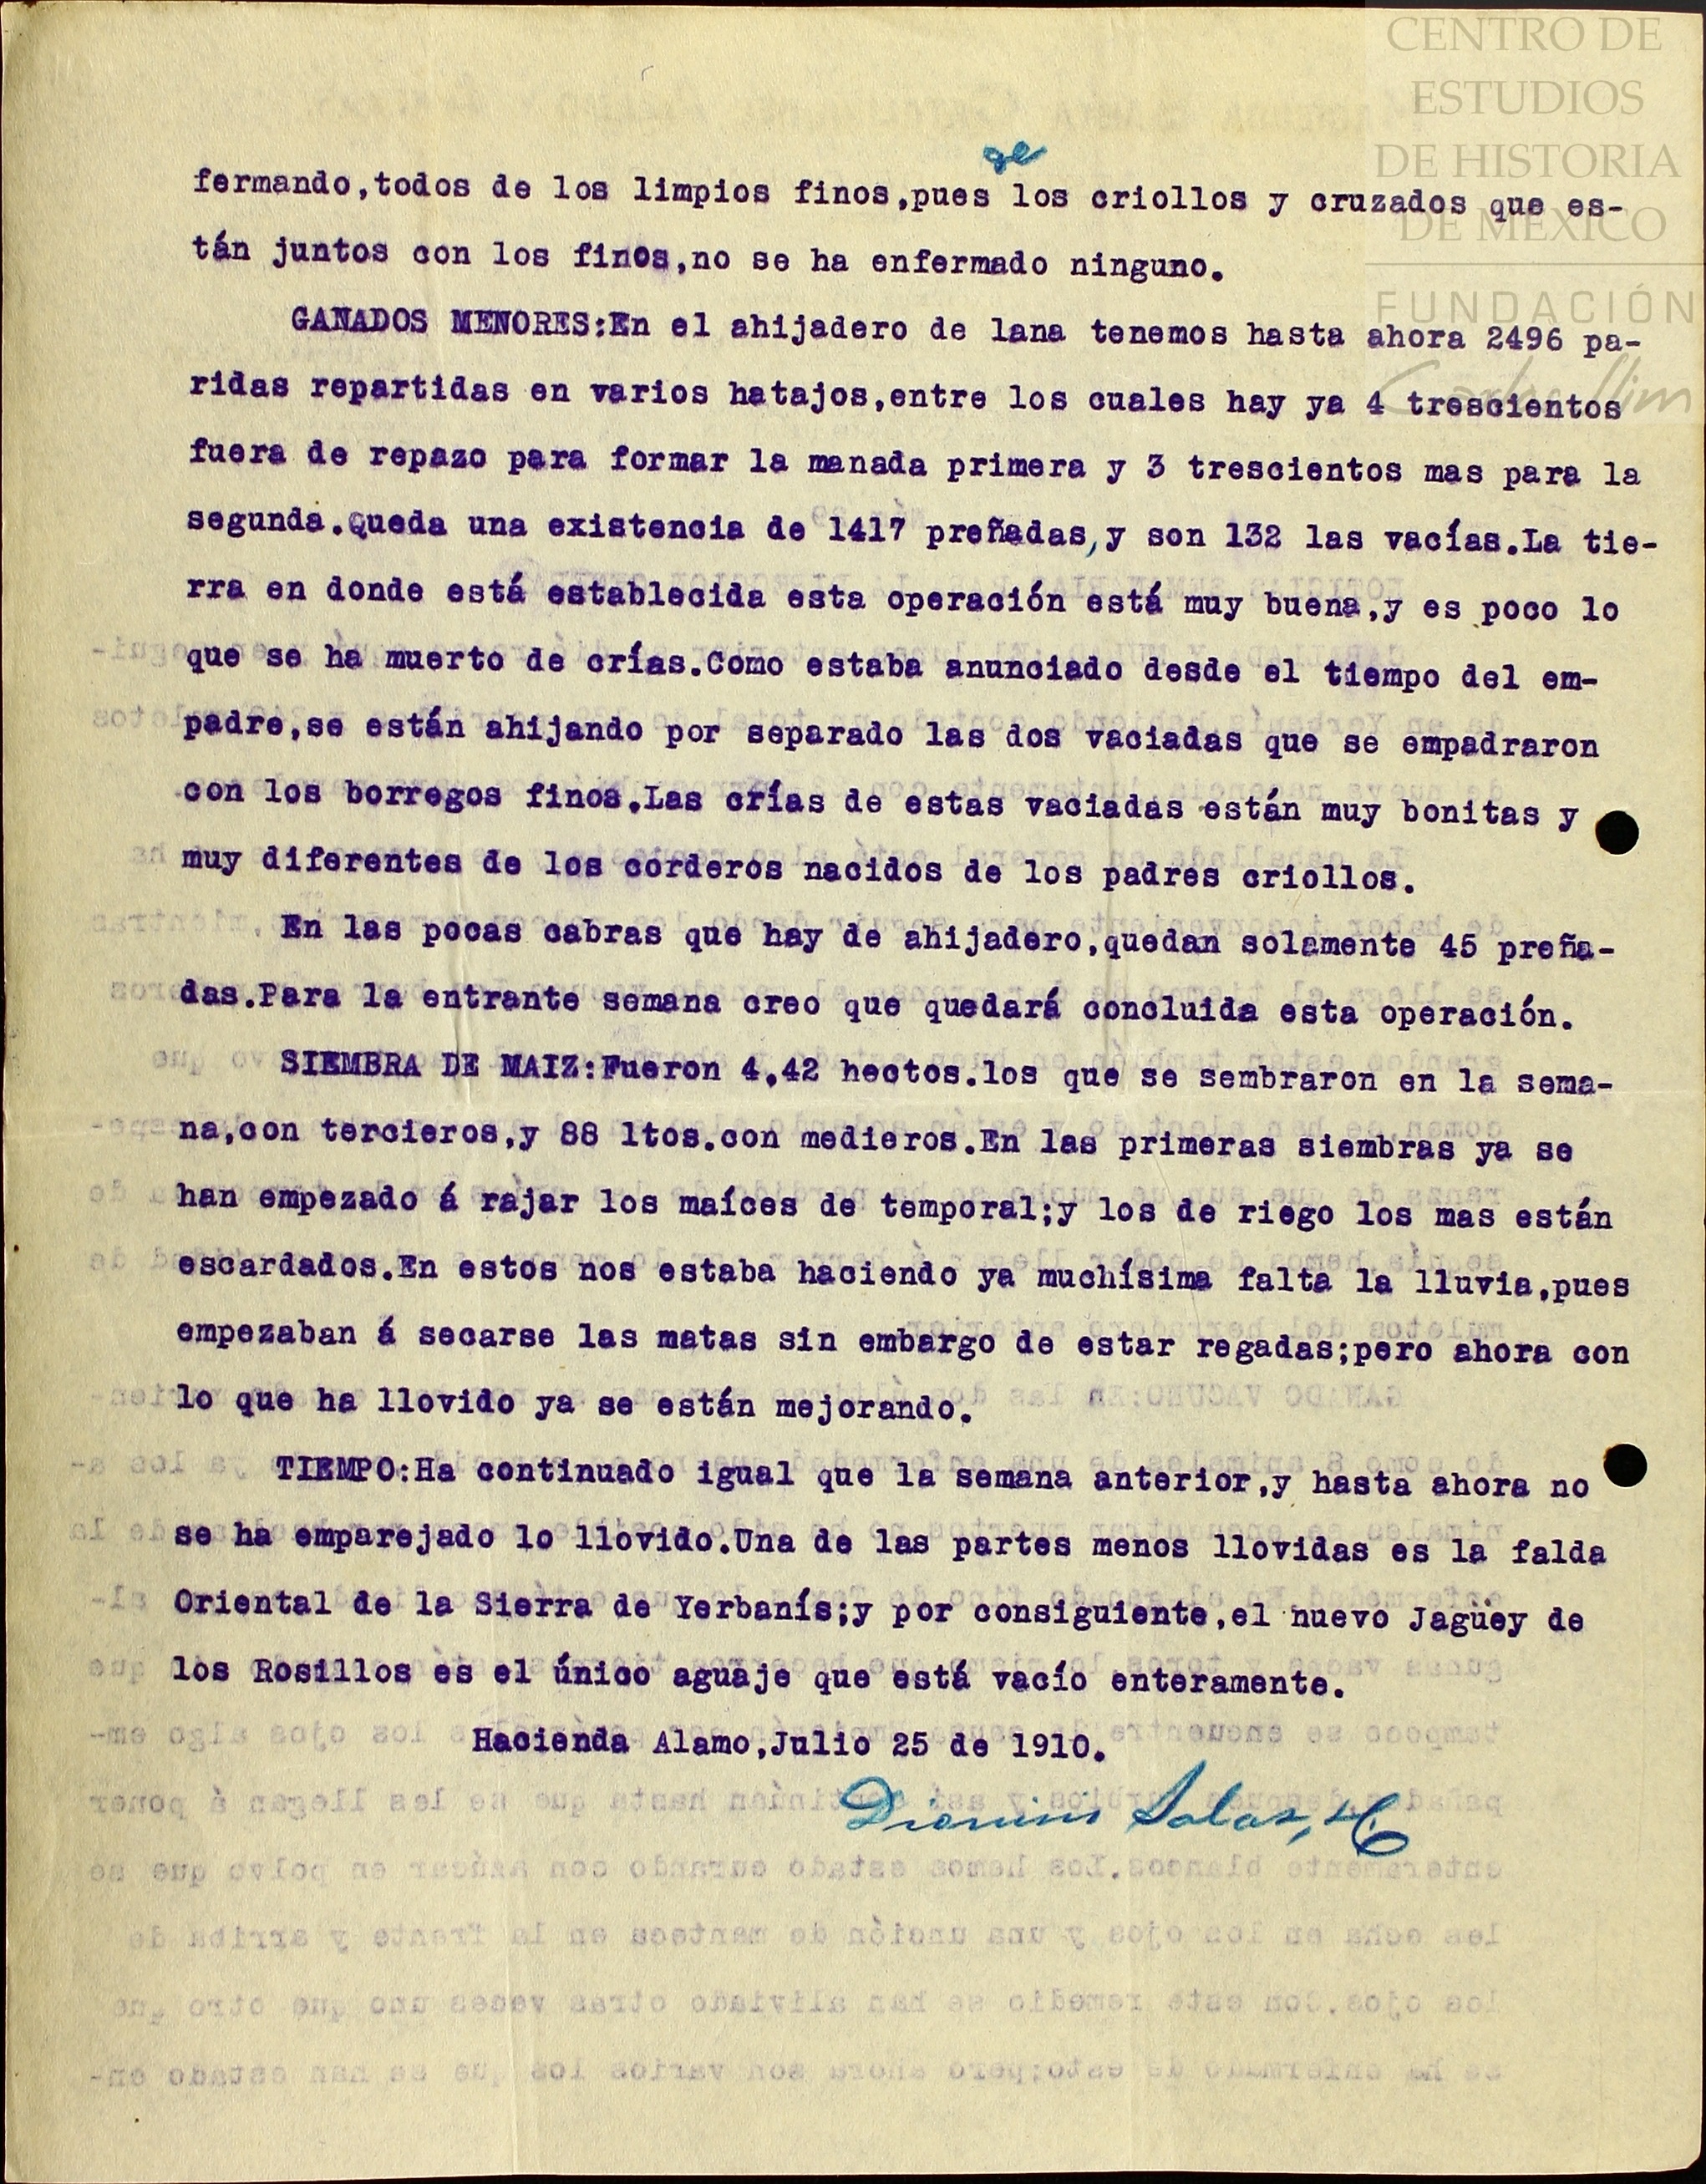 CENTRO DE
ESTUDIOS
DE HISTORIA
DE MÉXICO
FUNDACIÓN
Carlos Slim
de
fermando,todos de los limpios finos,pues los criollos y cruzados que es-
tán juntos con los finos,no se ha enfermado ninguno.
GANADOS MENORES:En el ahijadero de lana tenemos hasta ahora 2496 pa-
ridas repartidas en varios hatajos,entre los cuales hay ya 4 trescientos
fuera de repazo para formar la manada primera y 3 trescientos mas para la
segunda.Queda una existencia de 1417 preñadas,y son 132 las vacías.La tie-
rra en donde está establecida esta operación está muy buena,y es poco lo
que se ha muerto de crías.Como estaba anunciado desde el tiempo del em-
padre,se están ahijando por separado las dos vaciadas que se empadraron
con los borregos finos.Las crías de estas vaciadas están muy bonitas y
muy diferentes de los corderos nacidos de los padres criollos.
En las pocas cabras que hay de ahijadero,quedan solamente 45 preña-
das.Para la entrante semana creo que quedará concluida esta operación.
SIEMBRA DE MAIZ:Fueron 4.42 hectos.los que se sembraron en la sema-
na,con tercieros,y 88 ltos.con medieros.En las primeras siembras ya se
han empezado á rajar los maíces de temporal;y los de riego los mas están
escardados.En estos nos estaba haciendo ya muchísima falta la lluvia,pues
empezaban á secarse las matas sin embargo de estar regadas;pero ahora con
lo que ha llovido ya se están mejorando.
TIEMPO:Ha continuado igual que la semana anterior,y hasta ahora no
se ha emparejado lo llovido.Una de las partes menos llovidas es la falda
Oriental de la Sierra de Yerbanís;y por consiguiente,el nuevo Jagüey de
los Rosillos es el único aguaje que está vacío enteramente.
Hacienda Alamo,Julio 25 de 1910.
Dionisio Salas, H